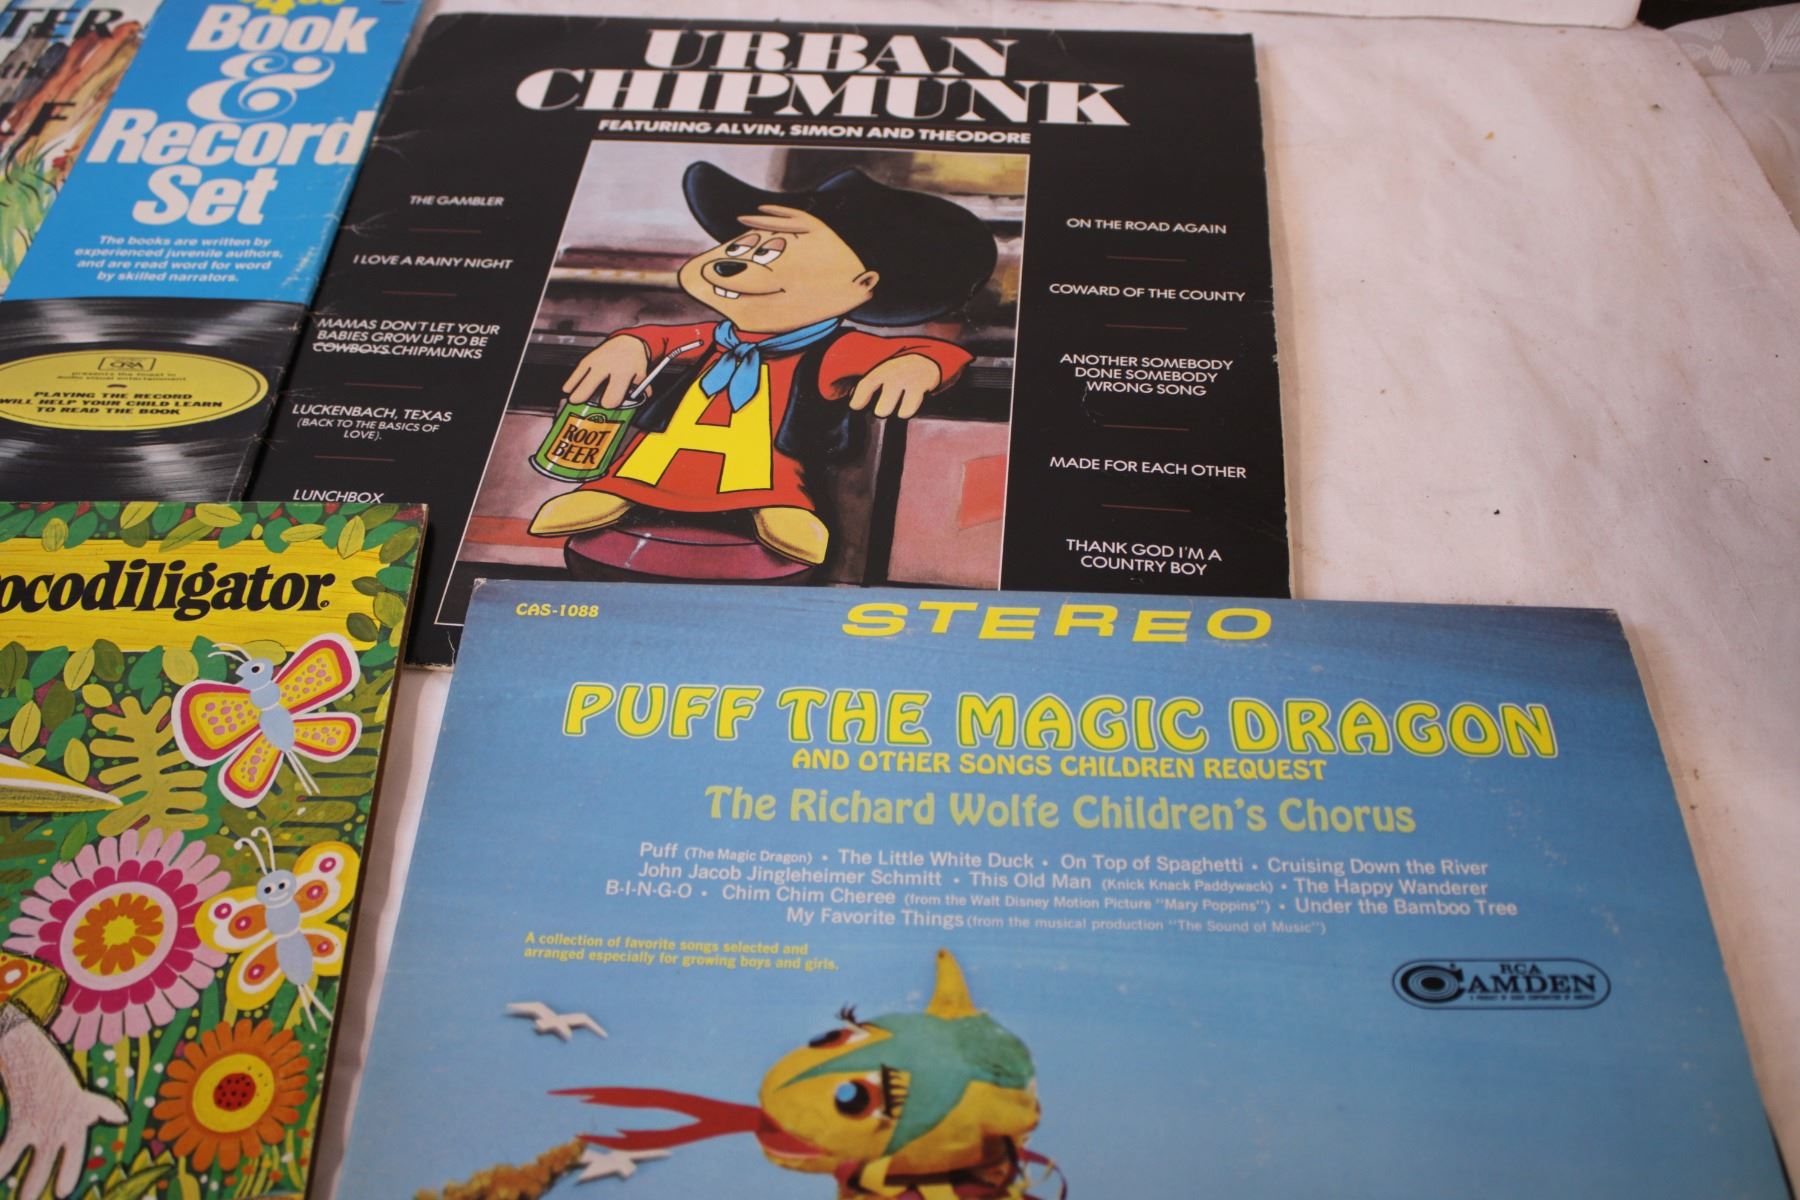 TER
the
Book
&
Record
Set
The books are written by
experienced juvenile authors,
and are read word for word
by skilled narrators.
presents the finest in
audio visual entertainment
PLAYING THE RECORD
WILL HELP YOUR CHILD LEARN
TO READ THE BOOK
URBAN
CHIPMUNK
FEATURING ALVIN, SIMON AND THEODORE
THE GAMBLER
I LOVE A RAINY NIGHT
MAMAS DON'T LET YOUR
BABIES GROW UP TO BE
COWBOYS CHIPMUNKS
LUCKENBACH, TEXAS
(BACK TO THE BASICS OF
LOVE).
LUNCHBOX
ROOT
BEER
A
ON THE ROAD AGAIN
COWARD OF THE COUNTY
ANOTHER SOMEBODY
DONE SOMEBODY
WRONG SONG
MADE FOR EACH OTHER
THANK GOD I'M A
COUNTRY BOY
ocodiligator
CAS-1088
STEREO
PUFF THE MAGIC DRAGON
AND OTHER SONGS CHILDREN REQUEST
The Richard Wolfe Children's Chorus
Puff (The Magic Dragon) • The Little White Duck • On Top of Spaghetti • Cruising Down the River
John Jacob Jingleheimer Schmitt • This Old Man (Knick Knack Paddywack) • The Happy Wanderer
B-I-N-G-O • Chim Chim Cheree (from the Walt Disney Motion Picture "Mary Poppins") • Under the Bamboo Tree
My Favorite Things (from the musical production "The Sound of Music")
A collection of favorite songs selected and
arranged especially for growing boys and girls.
RCA
CAMDEN